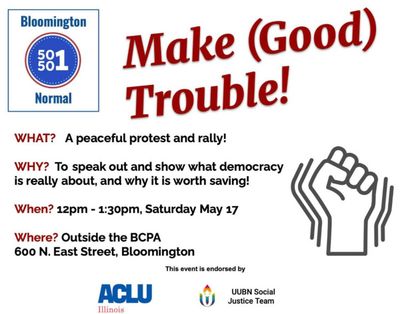 Bloomington
50
50
1
Normal
Make (Good)
Trouble!
WHAT? A peaceful protest and rally!
WHY? To speak out and show what democracy
is really about, and why it is worth saving!
When? 12pm - 1:30pm, Saturday May 17
Where? Outside the BCPA
600 N. East Street, Bloomington
This event is endorsed by
ACLU
Illinois
UUBN Social
Justice Team